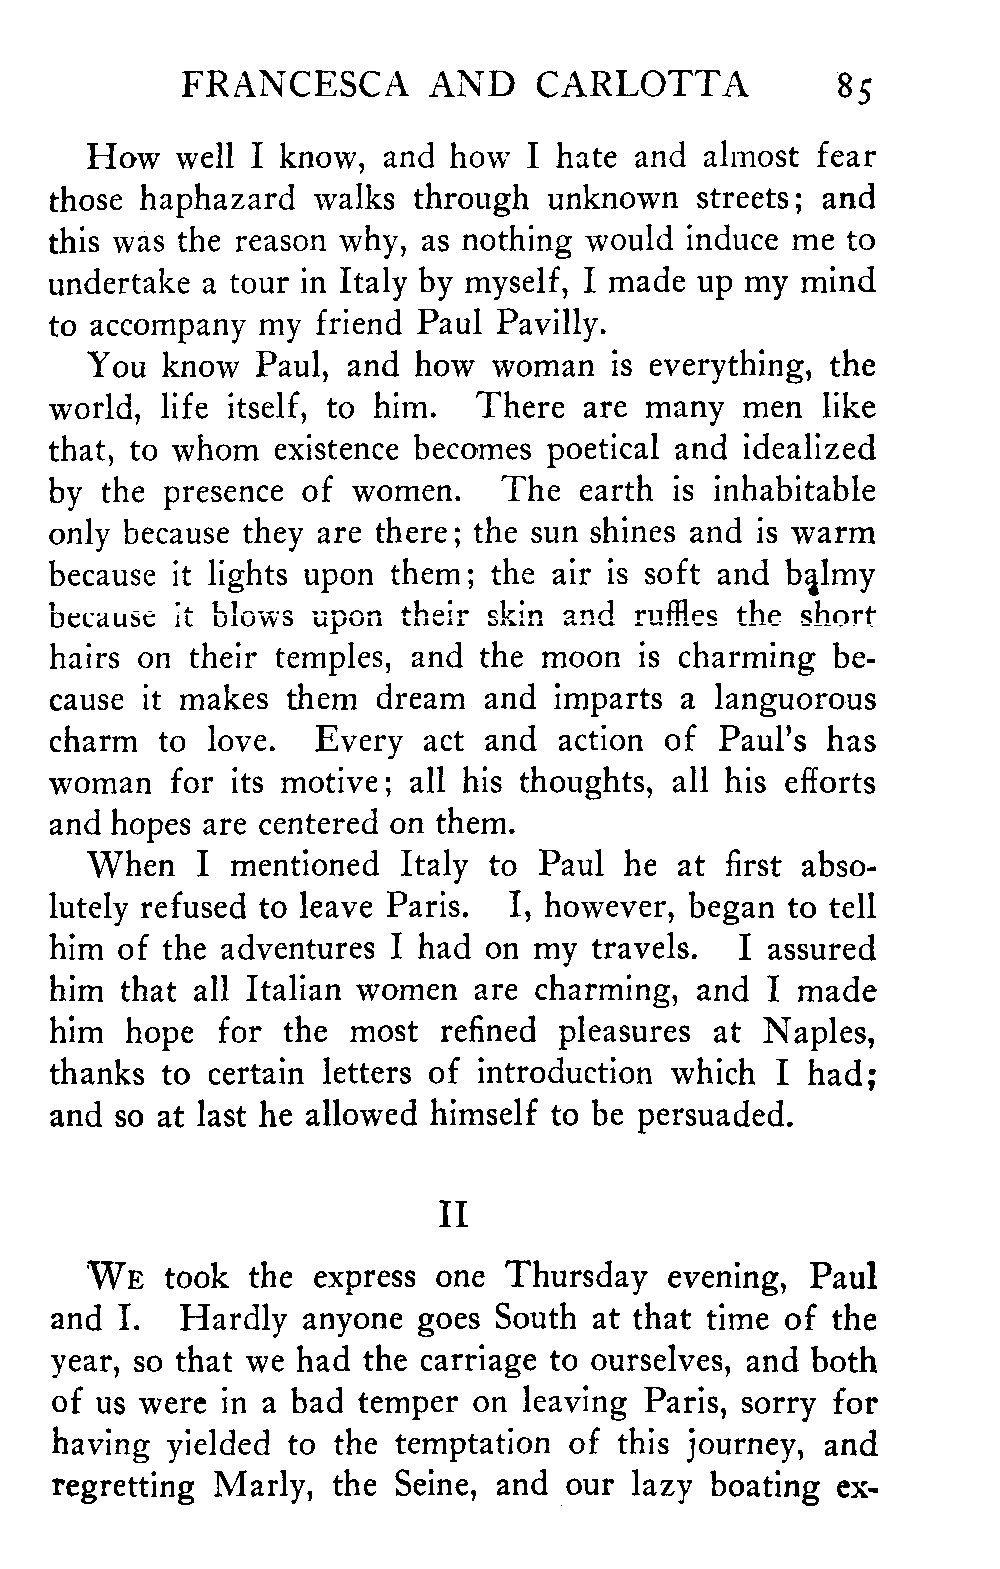 FRANCESCA AND CARLOTTA 85
How well I know, and how I hate and almost fear
those haphazard walks through unknown streets; and
this was the reason why, as nothing would induce me to
undertake a tour in Italy by myself, I made up my mind
to accompany my friend Paul Pavilly.
You know Paul, and how woman is everything, the
world, life itself, to him. There are many men like
that, to whom existence becomes poetical and idealized
by the presence of women. The earth is inhabitable
only because they are there; the sun shines and is warm
because it lights upon them; the air is soft and balmy
because it blows upon their skin and ruffles the short
hairs on their temples, and the moon is charming be-
cause it makes them dream and imparts a languorous
charm to love. Every act and action of Paul's has
woman for its motive; all his thoughts, all his efforts
and hopes are centered on them.
When I mentioned Italy to Paul he at first abso-
lutely refused to leave Paris. I, however, began to tell
him of the adventures I had on my travels. I assured
him that all Italian women are charming, and I made
him hope for the most refined pleasures at Naples,
thanks to certain letters of introduction which I had;
and so at last he allowed himself to be persuaded.
II
WE took the express one Thursday evening, Paul
and I. Hardly anyone goes South at that time of the
year, so that we had the carriage to ourselves, and both
of us were in a bad temper on leaving Paris, sorry for
having yielded to the temptation of this journey, and
regretting Marly, the Seine, and our lazy boating ex-